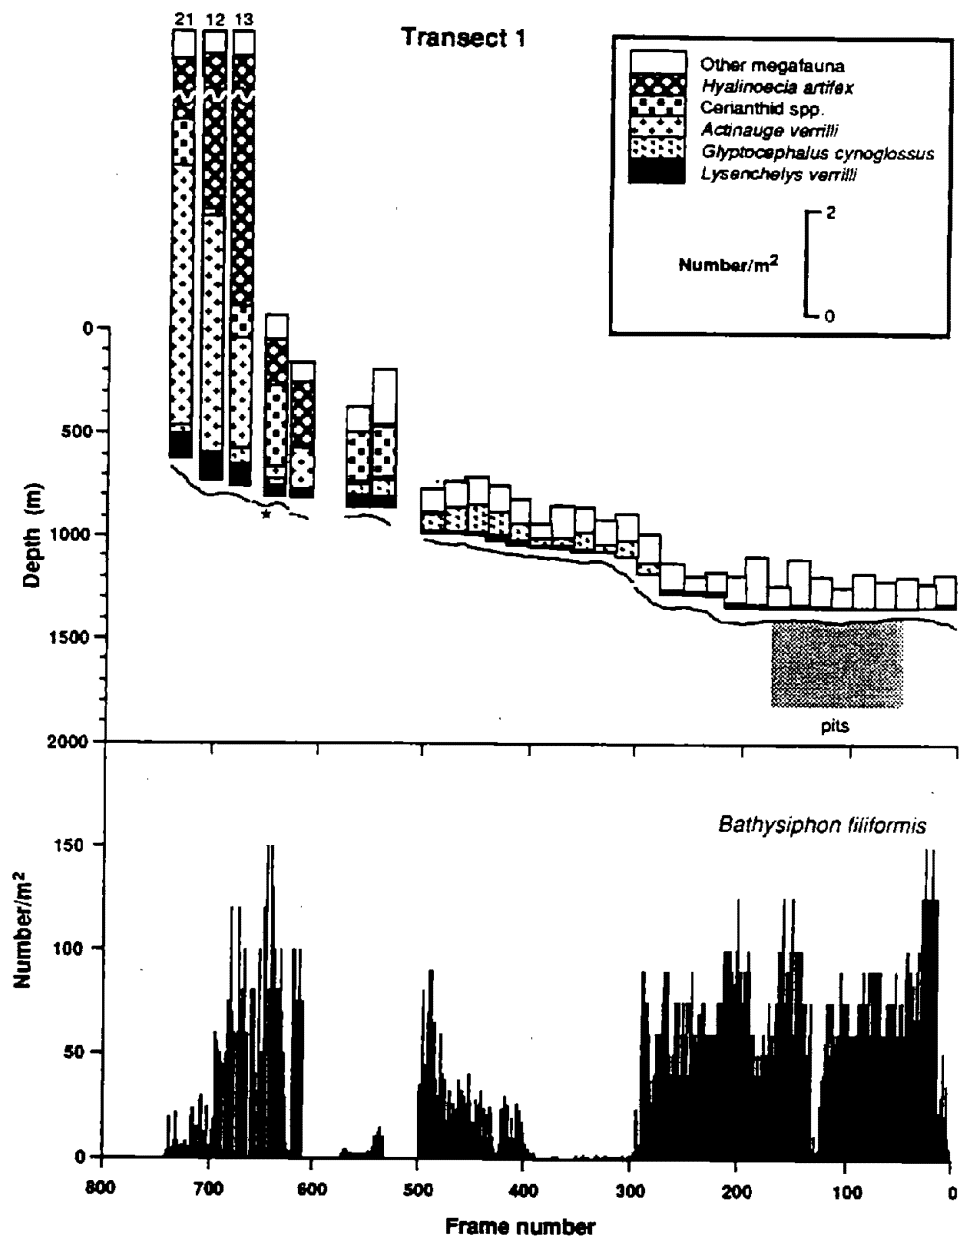 21 12 13
Transect 1
Other megafauna
Hyalinoecia artifex
Cerianthid spp.
Actinauge verrilli
Glyptocephalus cynoglossus
Lysenchelys verrilli
2
Number/m²
0
0
500
1000
1500
2000
Depth (m)
*
pits
Bathysiphon filiformis
150
100
50
0
Number/m²
800 700 600 500 400 300 200 100 0
Frame number